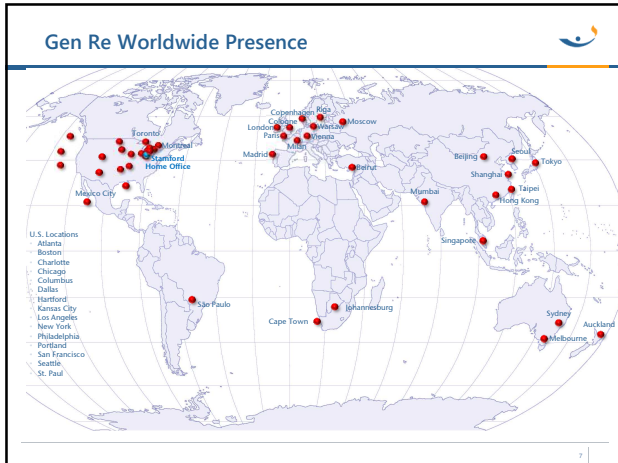 Gen Re Worldwide Presence
Copenhagen
Riga
Cologne
Moscow
London
Warsaw
Paris
Vienna
Milan
Madrid
Beirut
Toronto
Montreal
Stamford
Home Office
Mexico City
Beijing
Seoul
Tokyo
Shanghai
Taipei
Mumbai
Hong Kong
Singapore
U.S. Locations
· Atlanta
· Boston
· Charlotte
· Chicago
· Columbus
· Dallas
· Hartford
· Kansas City
· Los Angeles
· New York
· Philadelphia
· Portland
· San Francisco
· Seattle
· St. Paul
São Paulo
Johannesburg
Cape Town
Sydney
Auckland
Melbourne
7